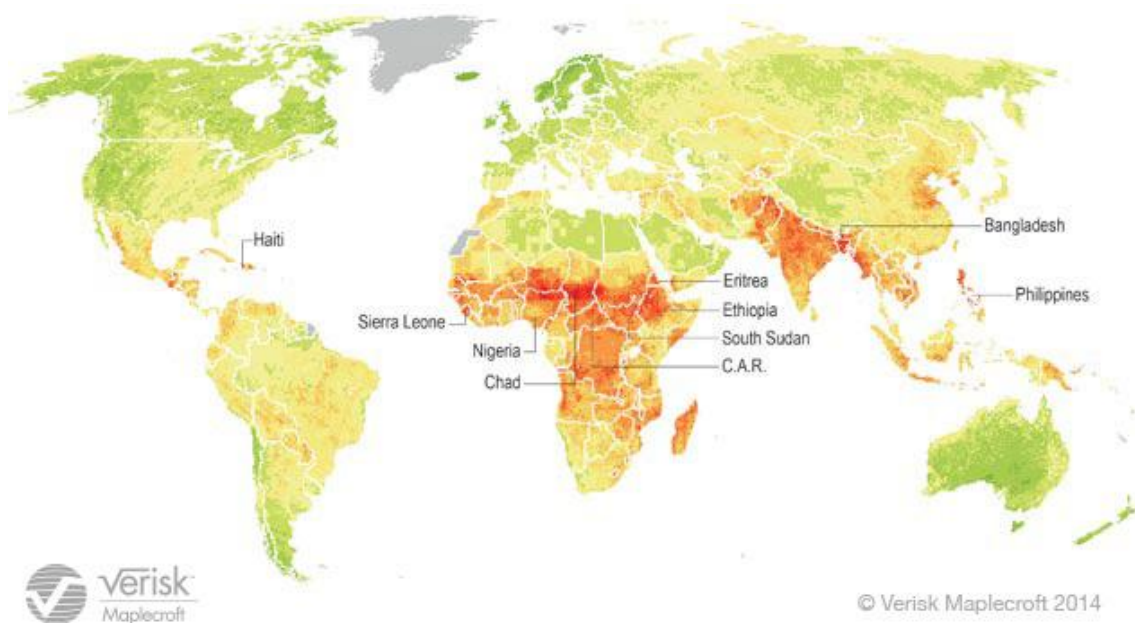 Haiti
Bangladesh
Eritrea
Philippines
Ethiopia
Sierra Leone
South Sudan
Nigeria
C.A.R.
Chad
verisk
Maplecroft
© Verisk Maplecroft 2014